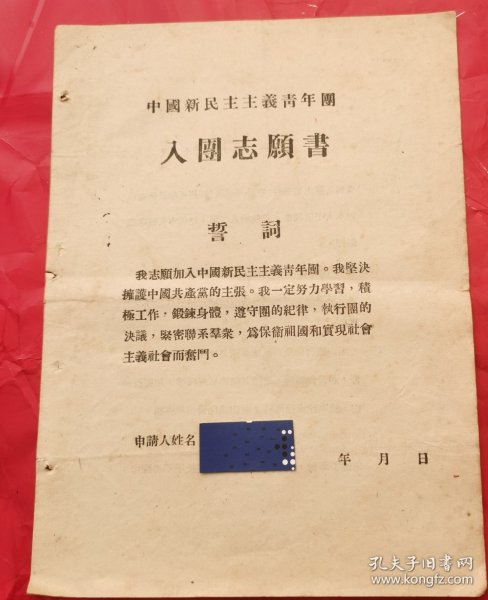 中國新民主主義靑年團
入團志願書
誓詞
我志願加入中國新民主主義靑年團。我堅決
擁護中國共產黨的主張。我一定努力學習，積
極工作，鍛鍊身體，遵守團的紀律，執行團的
決議，緊密聯系羣衆，爲保衛祖國和實現社會
主義社會而奮鬥。
申請人姓名
年 月 日
孔夫子旧书网
www.kongfz.com